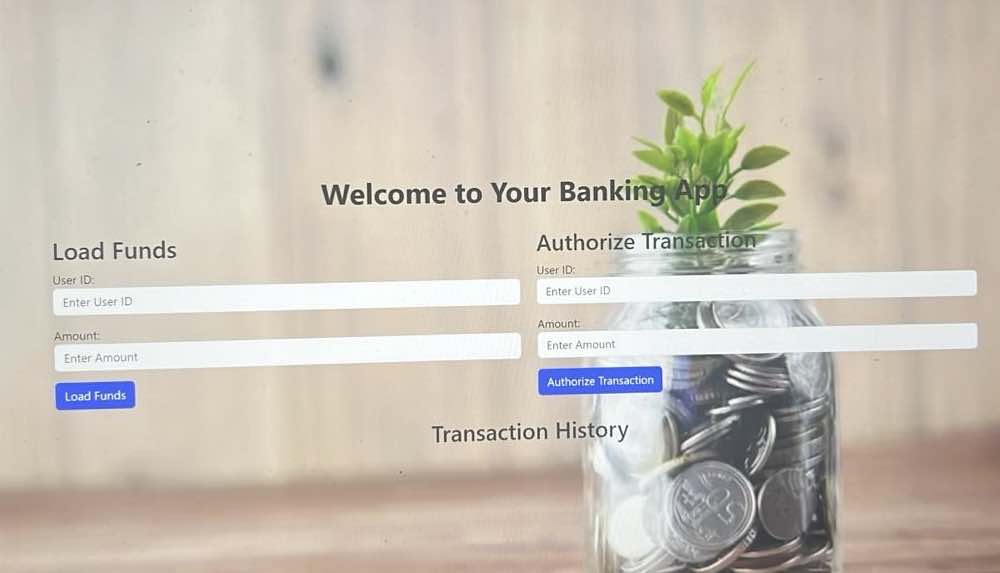 Welcome to Your Banking App
Load Funds
User ID:
Enter User ID
Amount:
Enter Amount
Load Funds
Authorize Transaction
User ID:
Enter User ID
Amount:
Enter Amount
Authorize Transaction
Transaction History